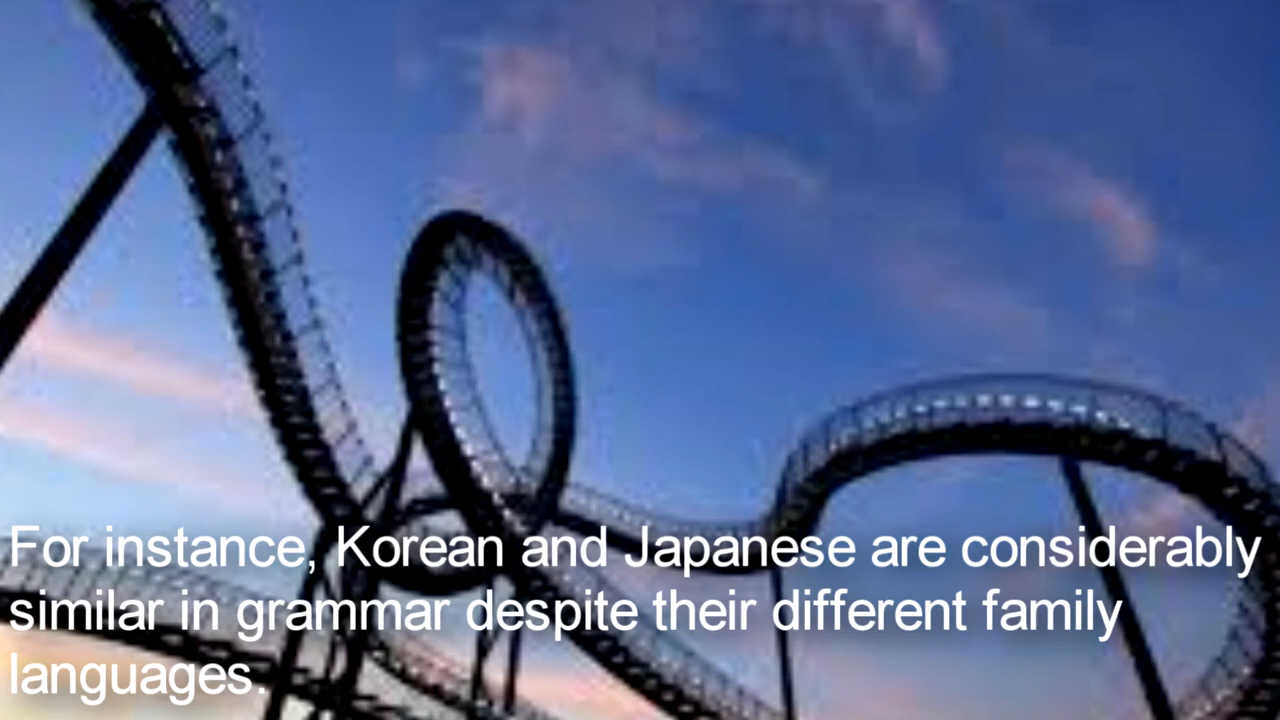 For instance, Korean and Japanese are considerably
similar in grammar despite their different family
languages.